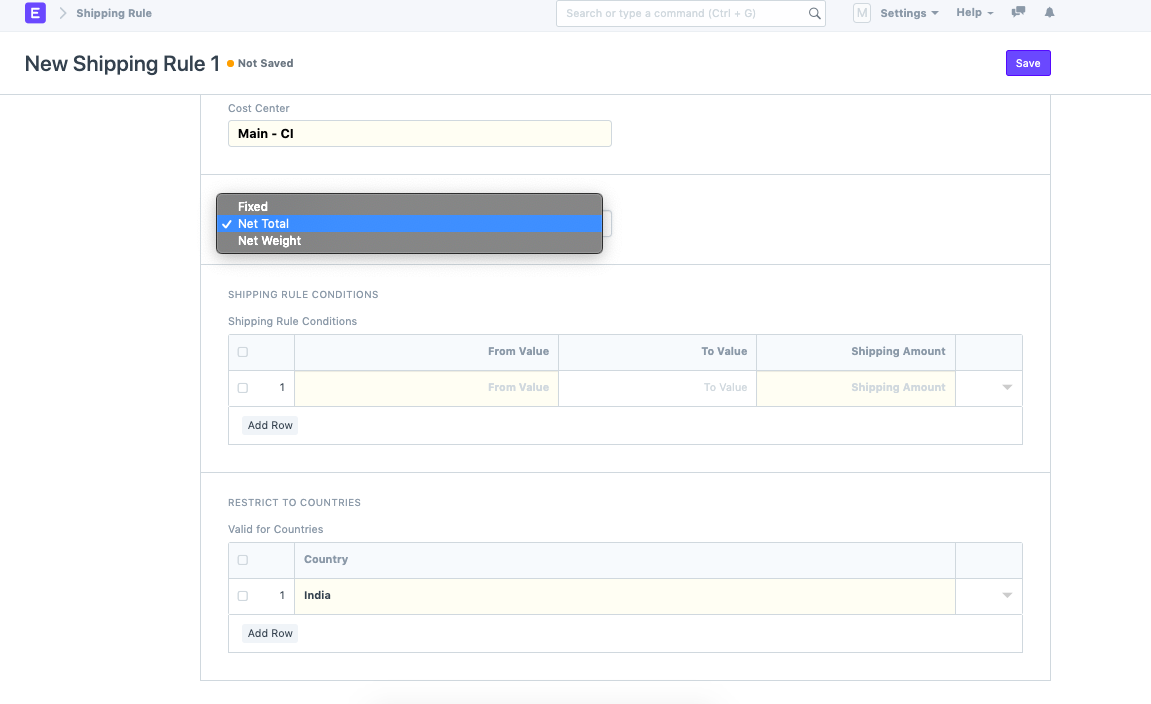 E Shipping Rule Search or type a command (Ctrl + G) M Settings Help
New Shipping Rule 1 Not Saved Save
Cost Center
Main - CI
Fixed
Net Total
Net Weight
SHIPPING RULE CONDITIONS
Shipping Rule Conditions
From Value To Value Shipping Amount
1 From Value To Value Shipping Amount
Add Row
RESTRICT TO COUNTRIES
Valid for Countries
Country
1 India
Add Row